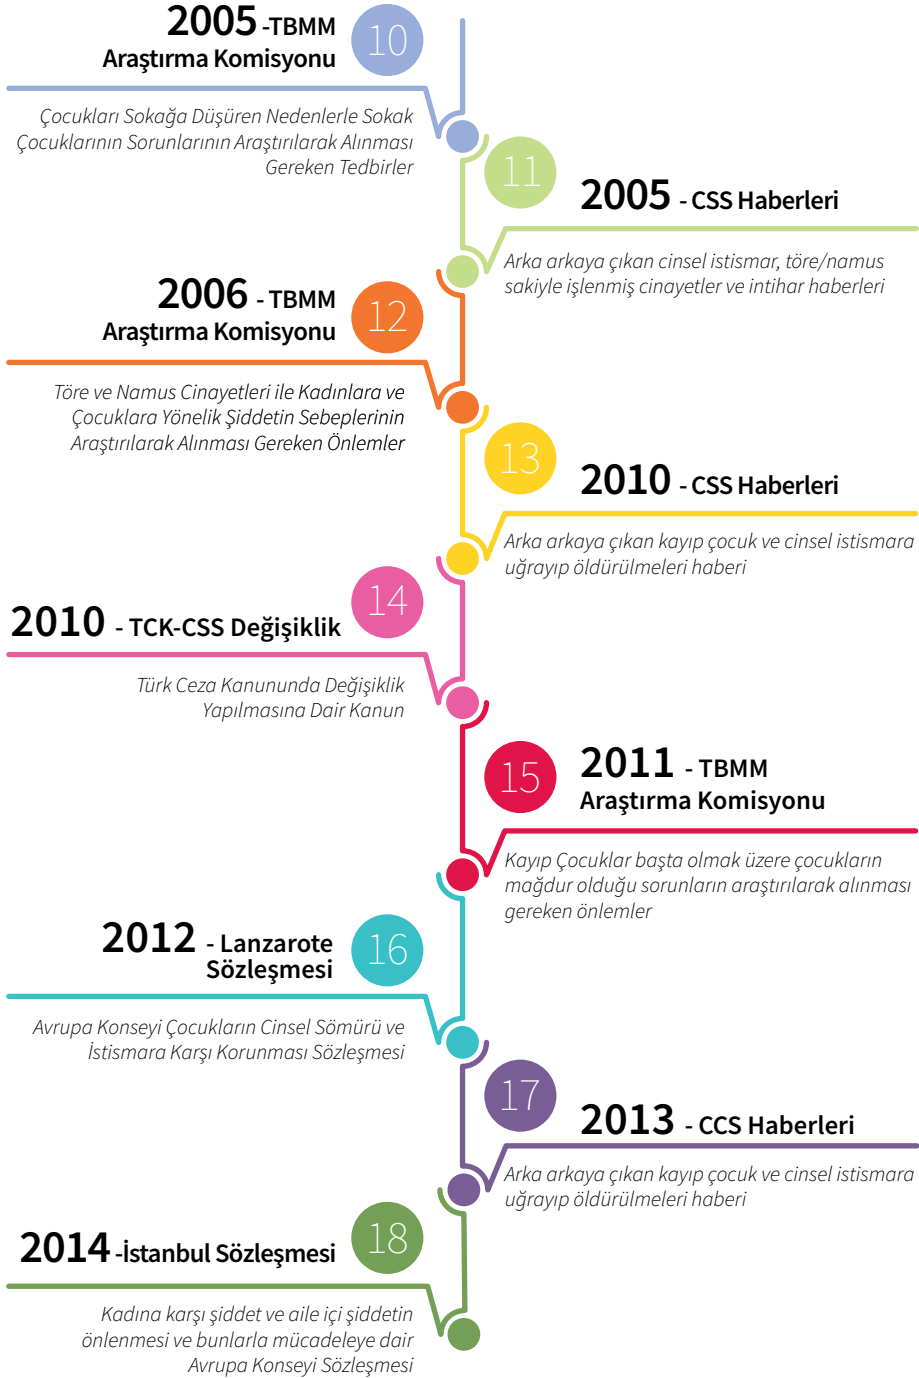 2005 -TBMM
Araştırma Komisyonu
10
Çocukları Sokağa Düşüren Nedenlerle Sokak
Çocuklarının Sorunlarının Araştırılarak Alınması
Gereken Tedbirler
11
2005 - CSS Haberleri
Arka arkaya çıkan cinsel istismar, töre/namus
sakiyle işlenmiş cinayetler ve intihar haberleri
2006 - TBMM
Araştırma Komisyonu
12
Töre ve Namus Cinayetleri ile Kadınlara ve
Çocuklara Yönelik Şiddetin Sebeplerinin
Araştırılarak Alınması Gereken Önlemler
13
2010 - CSS Haberleri
Arka arkaya çıkan kayıp çocuk ve cinsel istismara
uğrayıp öldürülmeleri haberi
14
2010 - TCK-CSS Değişiklik
Türk Ceza Kanununda Değişiklik
Yapılmasına Dair Kanun
15
2011 - TBMM
Araştırma Komisyonu
Kayıp Çocuklar başta olmak üzere çocukların
mağdur olduğu sorunların araştırılarak alınması
gereken önlemler
2012 - Lanzarote
Sözleşmesi
16
Avrupa Konseyi Çocukların Cinsel Sömürü ve
İstismara Karşı Korunması Sözleşmesi
17
2013 - CCS Haberleri
Arka arkaya çıkan kayıp çocuk ve cinsel istismara
uğrayıp öldürülmeleri haberi
18
2014 -İstanbul Sözleşmesi
Kadına karşı şiddet ve aile içi şiddetin
önlenmesi ve bunlarla mücadeleye dair
Avrupa Konseyi Sözleşmesi